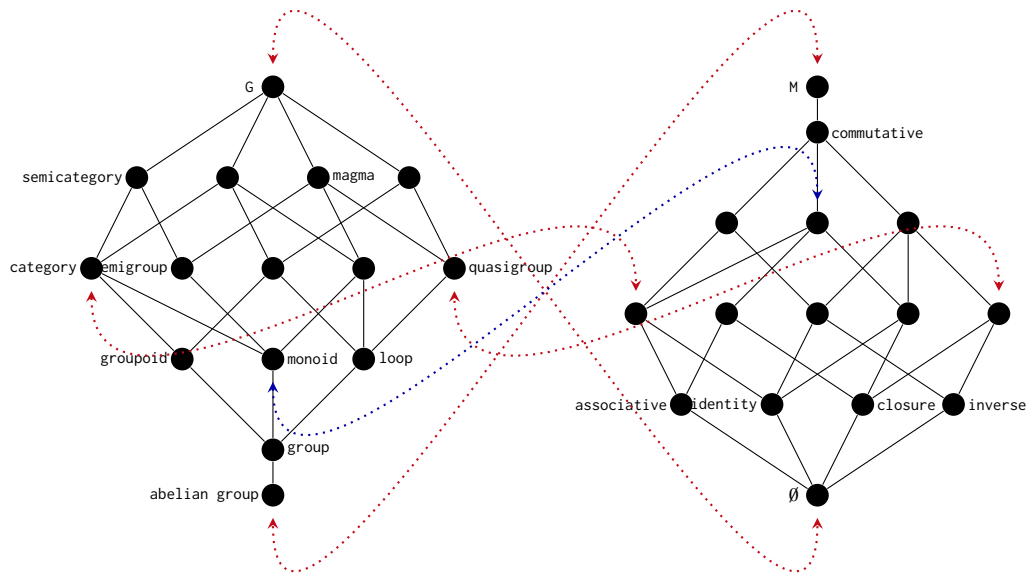 G
M
commutative
semicategory
magma
category
emigroup
quasigroup
groupoid
monoid
loop
associative
identity
closure
inverse
group
abelian group
Ø